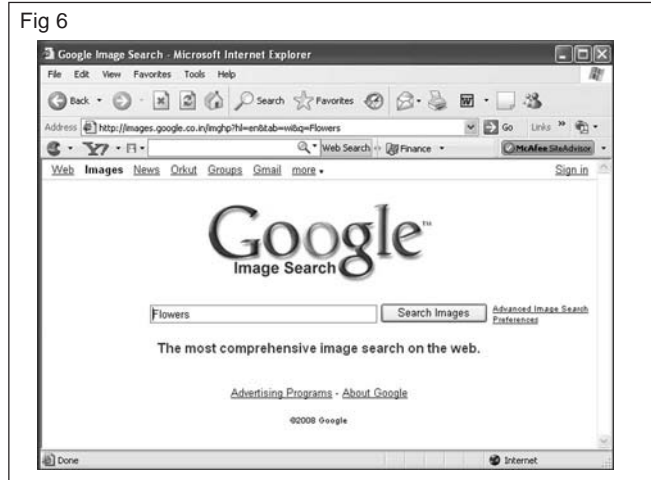 Fig 6
Google Image Search - Microsoft Internet Explorer
File Edit View Favorites Tools Help
Back Search Favorites
Address http://images.google.co.in/imghp?hl=en&tab=wi&q=Flowers Go Links »
Y7 Web Search Finance McAfee SiteAdvisor
Web Images News Orkut Groups Gmail more Sign in
Google™
Image Search
Flowers Search Images Advanced Image Search
Preferences
The most comprehensive image search on the web.
Advertising Programs - About Google
©2008 Google
Done Internet